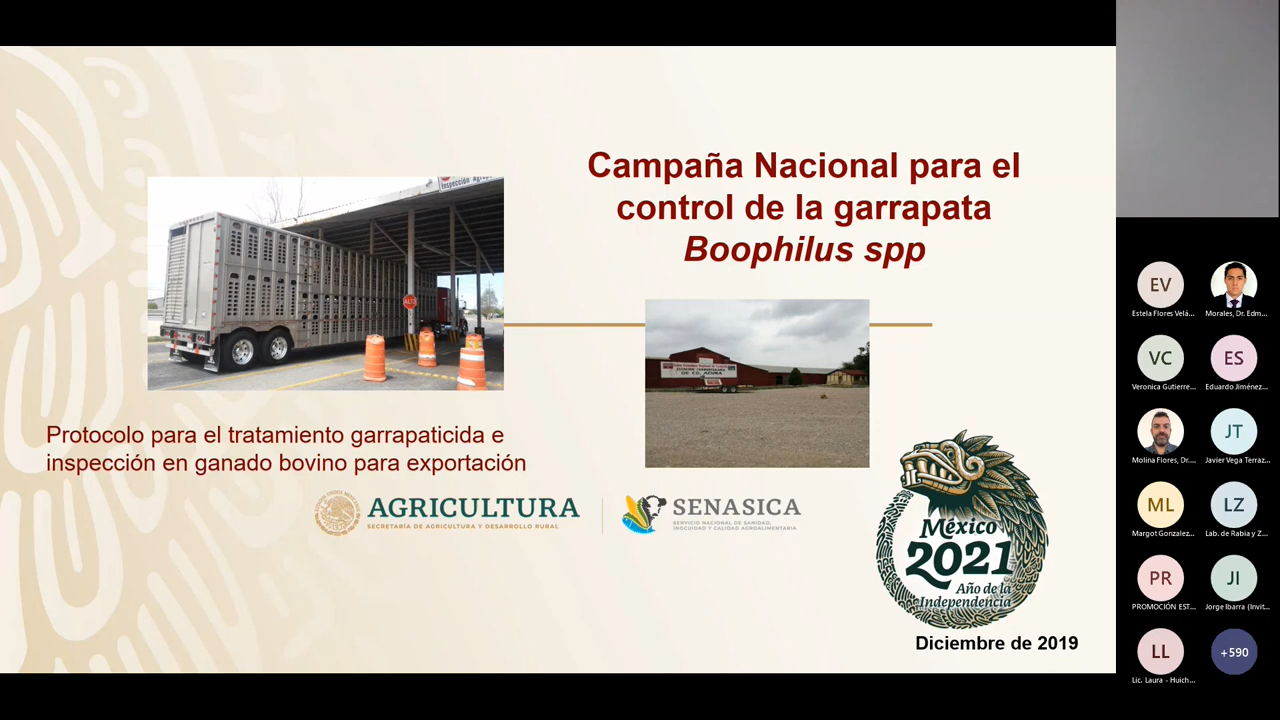 Campaña Nacional para el
control de la garrapata
Boophilus spp
Inspección
ALTO
Protocolo para el tratamiento garrapaticida e
inspección en ganado bovino para exportación
AGRICULTURA
SECRETARÍA DE AGRICULTURA Y DESARROLLO RURAL
SENASICA
SERVICIO NACIONAL DE SANIDAD,
INOCUIDAD Y CALIDAD AGROALIMENTARIA
México
2021
Año de la
Independencia
Diciembre de 2019
EV
Estela Flores Velá...
Morales, Dr. Edm...
VC
Veronica Gutierre...
ES
Eduardo Jiménez...
Molina Flores, Dr....
JT
Javier Vega Terraz...
ML
Margot Gonzalez...
LZ
Lab. de Rabia y Z...
PR
PROMOCIÓN EST...
JI
Jorge Ibarra (Invit...
LL
Lic. Laura - Huich...
+590